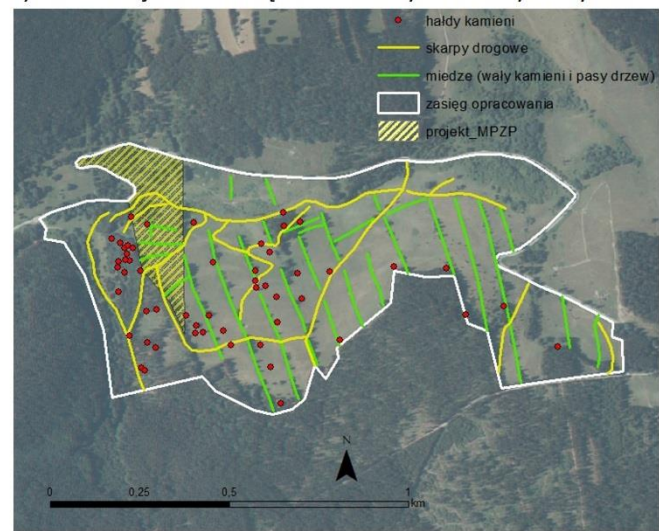 hałdy kamieni
skarpy drogowe
miedze (wały kamieni i pasy drzew)
zasięg opracowania
projekt_MPZP
N
0 0,25 0,5 1
km